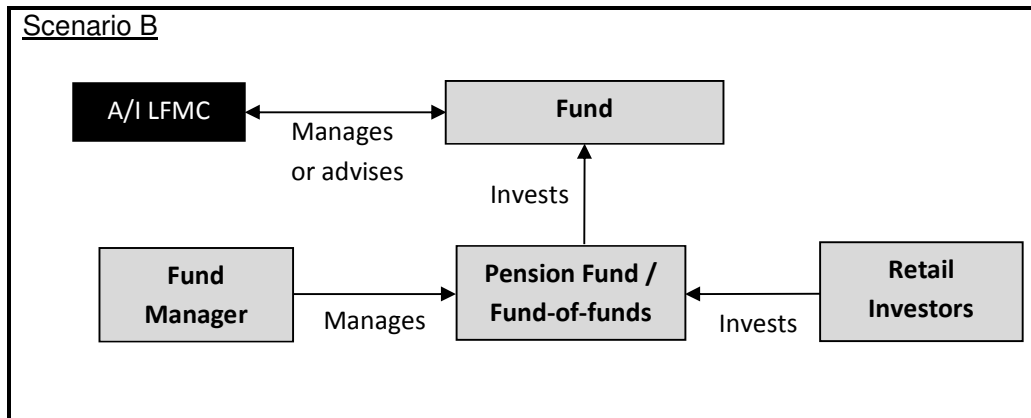 Scenario B
A/I LFMC
Fund
Manages
or advises
Invests
Fund
Manager
Pension Fund /
Fund-of-funds
Retail
Investors
Manages
Invests